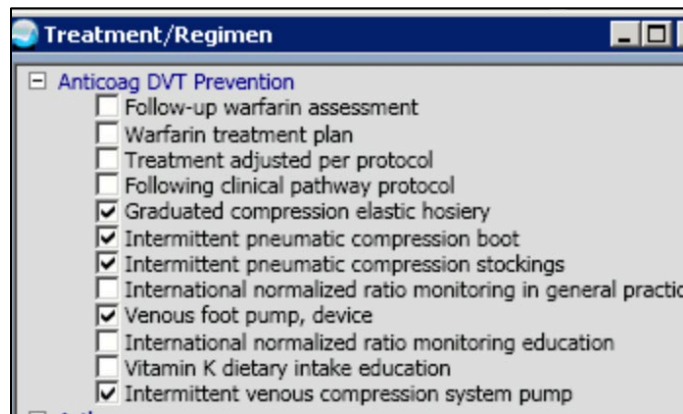 Treatment/Regimen
Anticoag DVT Prevention
Follow-up warfarin assessment
Warfarin treatment plan
Treatment adjusted per protocol
Following clinical pathway protocol
Graduated compression elastic hosiery
Intermittent pneumatic compression boot
Intermittent pneumatic compression stockings
International normalized ratio monitoring in general practic
Venous foot pump, device
International normalized ratio monitoring education
Vitamin K dietary intake education
Intermittent venous compression system pump